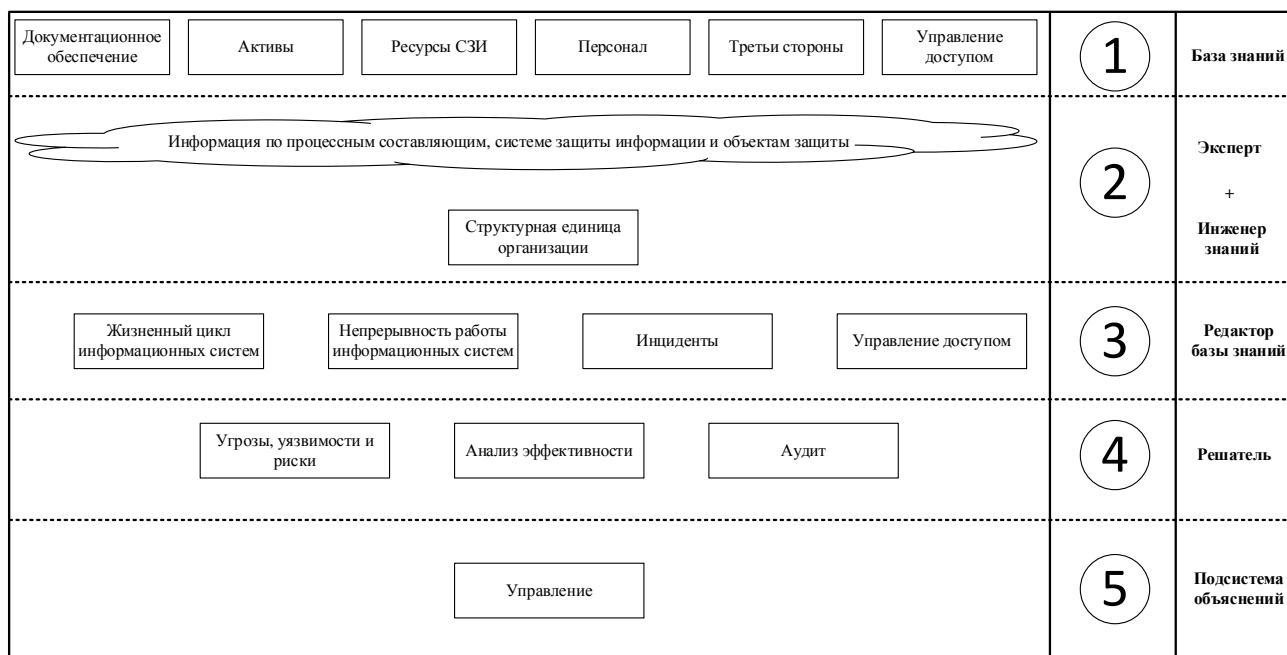 Документационное
обеспечение
Активы
Ресурсы СЗИ
Персонал
Третьи стороны
Управление
доступом
1
База знаний
Информация по процессным составляющим, системе защиты информации и объектам защиты
Структурная единица
организации
2
Эксперт
+
Инженер
знаний
Жизненный цикл
информационных систем
Непрерывность работы
информационных систем
Инциденты
Управление доступом
3
Редактор
базы знаний
Угрозы, уязвимости и
риски
Анализ эффективности
Аудит
4
Решатель
Управление
5
Подсистема
объяснений